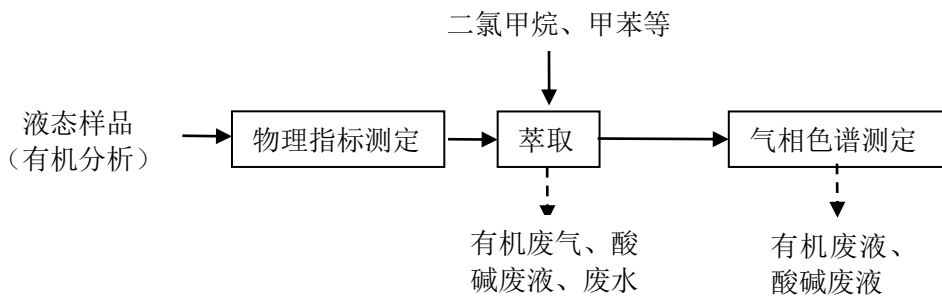 二氯甲烷、甲苯等
液态样品
（有机分析）
物理指标测定
萃取
气相色谱测定
有机废气、酸
碱废液、废水
有机废液、
酸碱废液